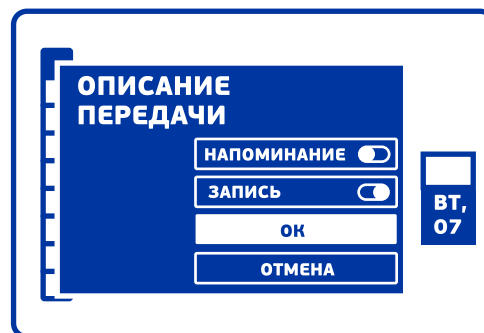 ОПИСАНИЕ
ПЕРЕДАЧИ
НАПОМИНАНИЕ
ЗАПИСЬ
ОК
ОТМЕНА
ВТ,
07